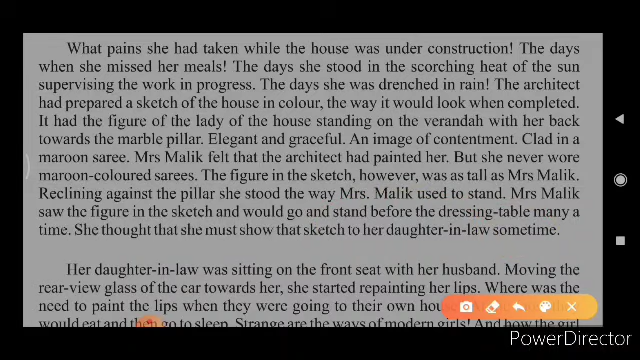 What pains she had taken while the house was under construction! The days
when she missed her meals! The days she stood in the scorching heat of the sun
supervising the work in progress. The days she was drenched in rain! The architect
had prepared a sketch of the house in colour, the way it would look when completed.
It had the figure of the lady of the house standing on the verandah with her back
towards the marble pillar. Elegant and graceful. An image of contentment. Clad in a
maroon saree. Mrs Malik felt that the architect had painted her. But she never wore
maroon-coloured sarees. The figure in the sketch, however, was as tall as Mrs Malik.
Reclining against the pillar she stood the way Mrs. Malik used to stand. Mrs Malik
saw the figure in the sketch and would go and stand before the dressing-table many a
time. She thought that she must show that sketch to her daughter-in-law sometime.
Her daughter-in-law was sitting on the front seat with her husband. Moving the
rear-view glass of the car towards her, she started repainting her lips. Where was the
need to paint the lips when they were going to their own
would eat and then go to sleep. Strange are the ways of modern girls! And how the girl
PowerDirector